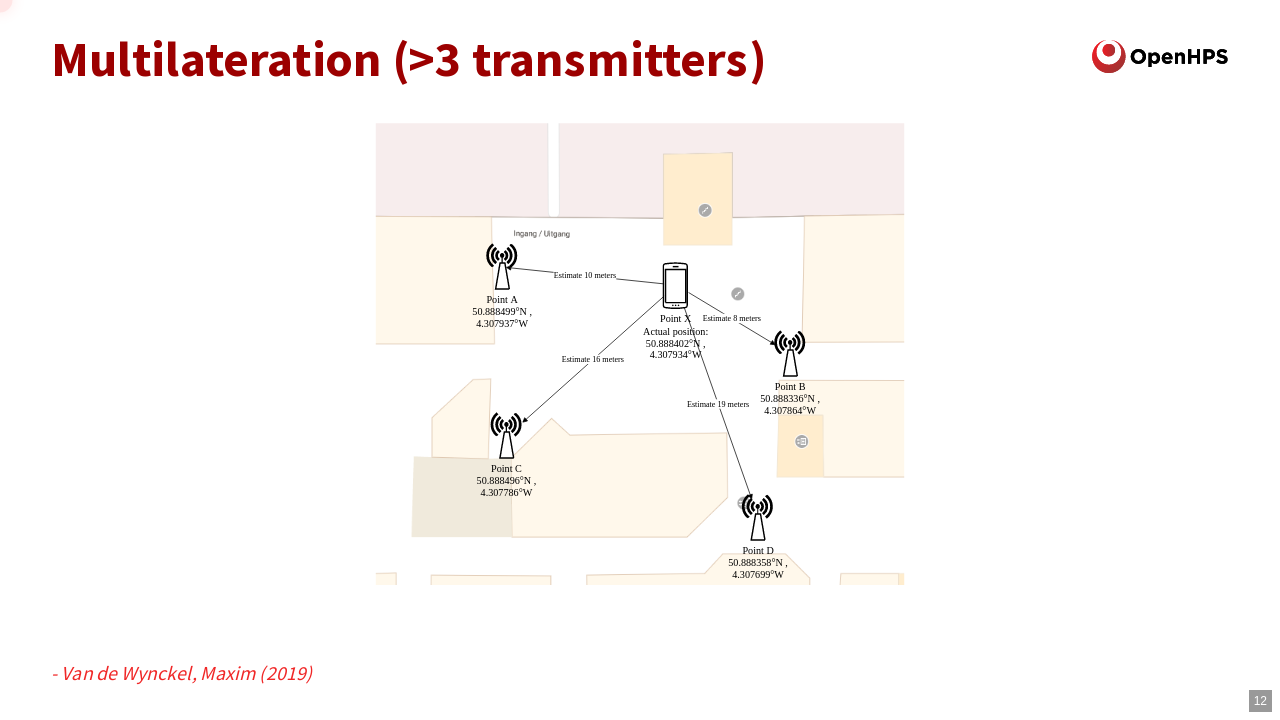 Multilateration (>3 transmitters)
OpenHPS
Ingang / Uitgang
Estimate 10 meters
Point A
50.888499°N ,
4.307937°W
Point X
Actual position:
50.888402°N ,
4.307934°W
Estimate 8 meters
Estimate 16 meters
Point B
50.888336°N ,
4.307864°W
Estimate 19 meters
Point C
50.888496°N ,
4.307786°W
Point D
50.888358°N ,
4.307699°W
- Van de Wynckel, Maxim (2019)
12